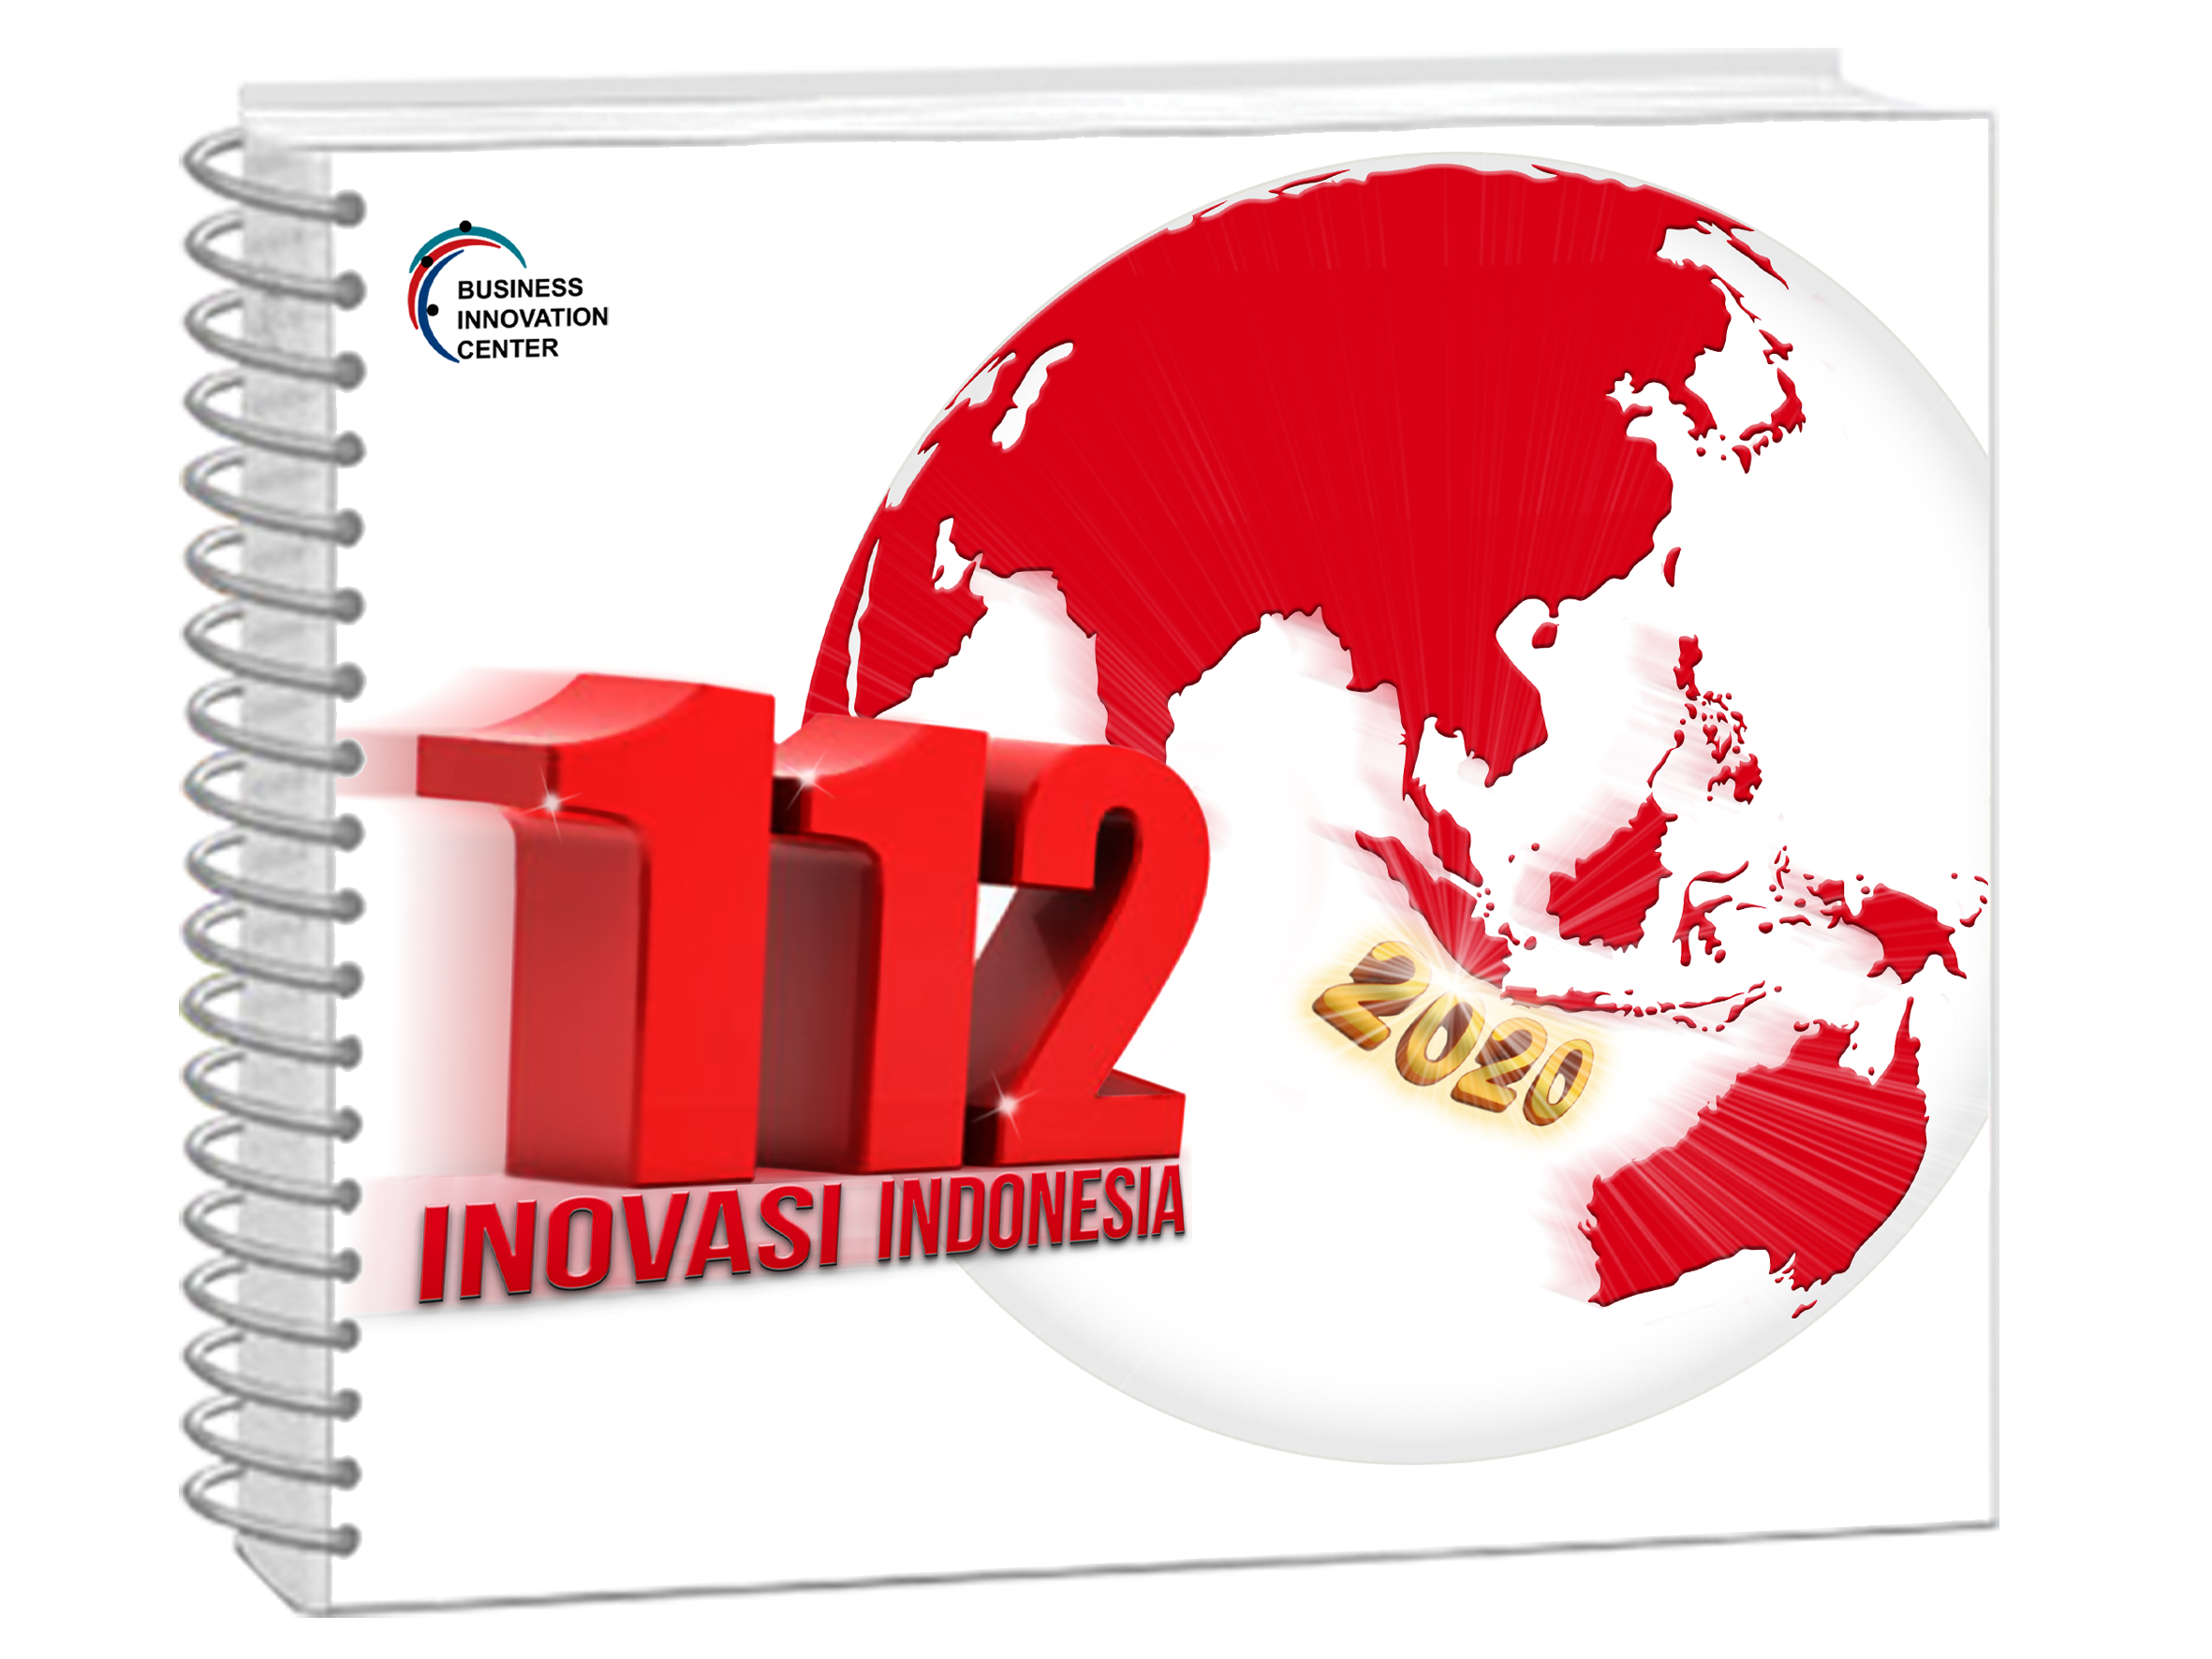 BUSINESS
INNOVATION
CENTER
112
INOVASI INDONESIA
2020